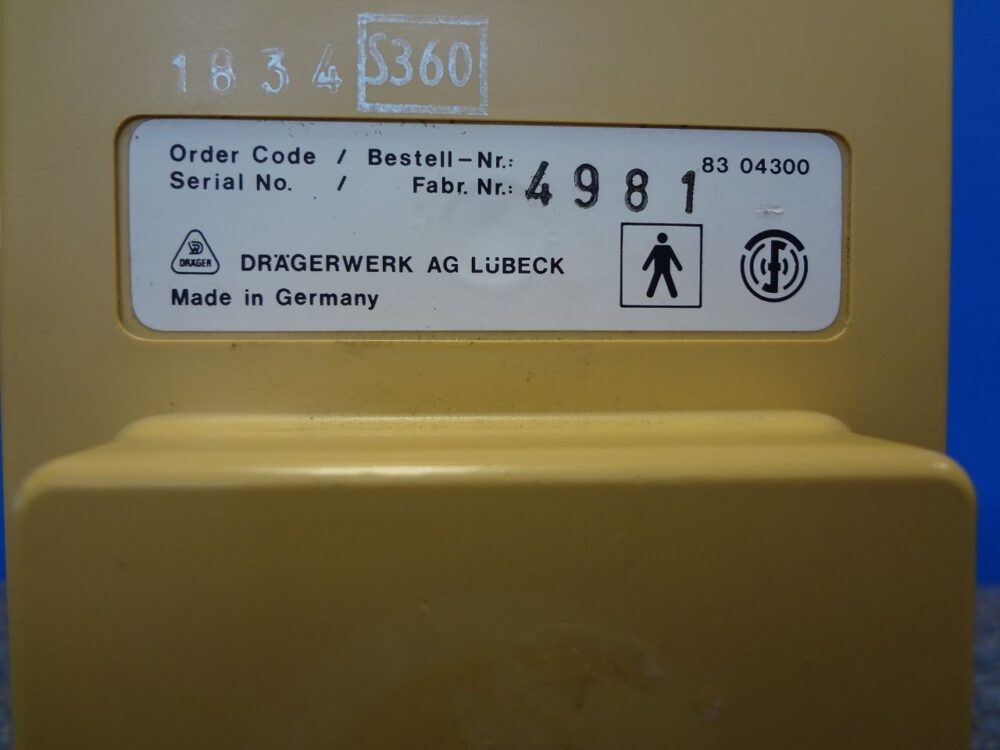 1834 S360
Order Code / Bestell-Nr.: 83 04300
Serial No. / Fabr. Nr.: 4981
DRÄGER
DRÄGERWERK AG LÜBECK
Made in Germany